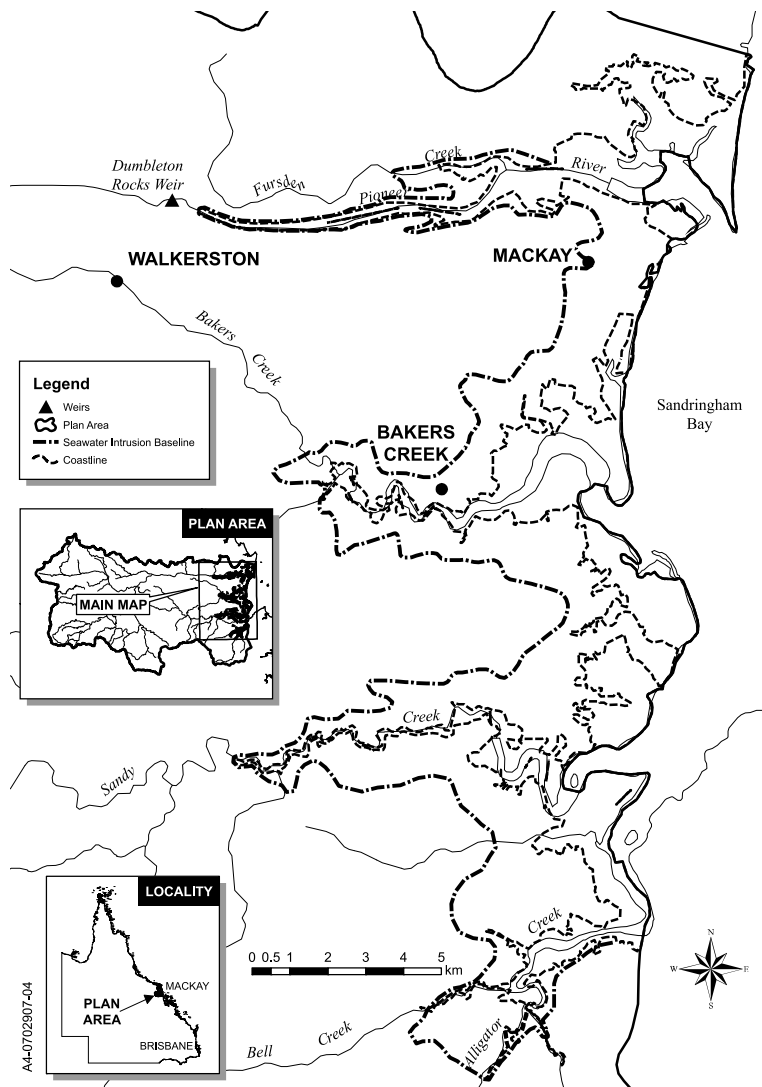 Dumbleton
Rocks Weir
Fursden
Creek
Pioneer
River
WALKERSTON
MACKAY
Bakers
Creek
Legend
Weirs
Plan Area
Seawater Intrusion Baseline
Coastline
BAKERS
CREEK
Sandringham
Bay
PLAN AREA
MAIN MAP
Sandy
Creek
LOCALITY
MACKAY
PLAN
AREA
BRISBANE
A4-0702907-04
0 0.5 1 2 3 4 5
km
Creek
Bell
Creek
Alligator
N
W E
S